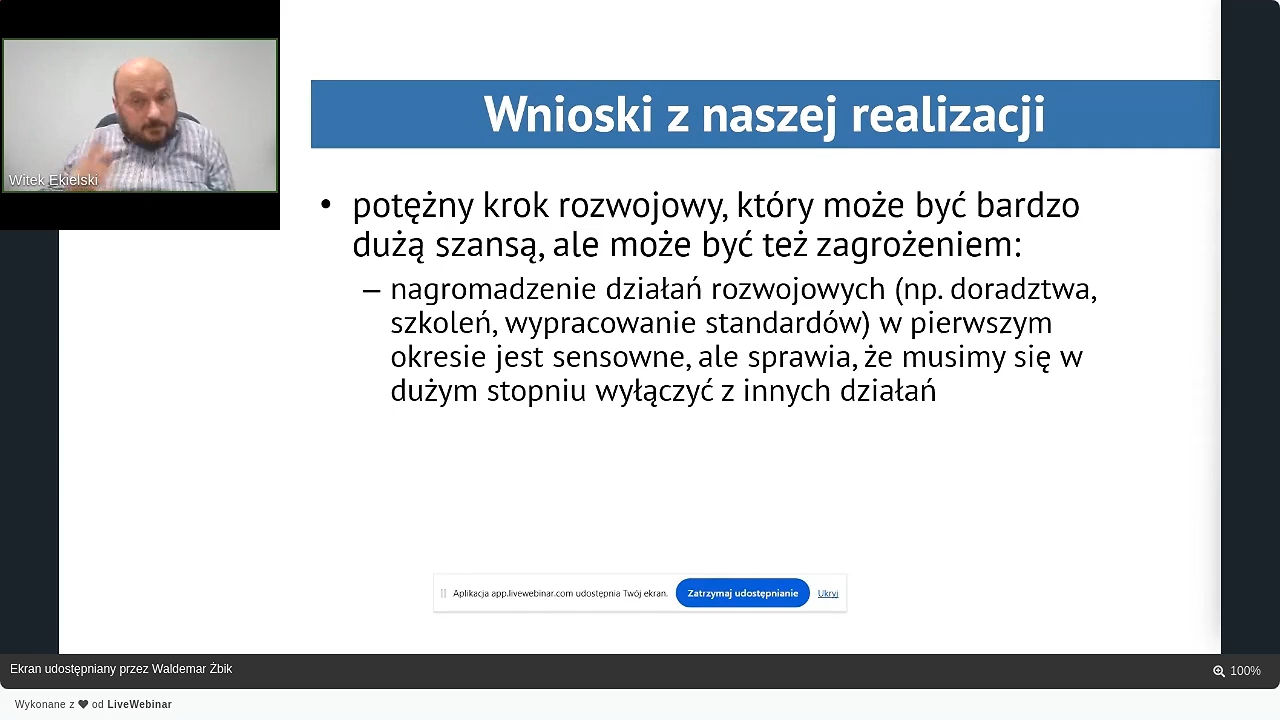 Witek Ekielski
Wnioski z naszej realizacji
• potężny krok rozwojowy, który może być bardzo
dużą szansą, ale może być też zagrożeniem:
– nagromadzenie działań rozwojowych (np. doradztwa,
szkoleń, wypracowanie standardów) w pierwszym
okresie jest sensowne, ale sprawia, że musimy się w
dużym stopniu wyłączyć z innych działań
Aplikacja app.livewebinar.com udostępnia Twój ekran. Zatrzymaj udostępnianie Ukryj
Ekran udostępniany przez Waldemar Żbik 100%
Wykonane z ❤ od LiveWebinar